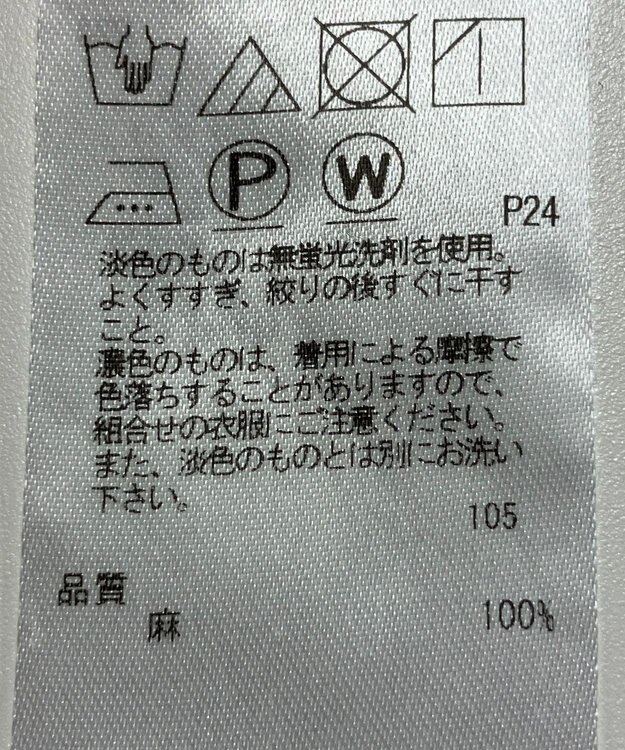 P W
P24
淡色のものは無蛍光洗剤を使用。
よくすすぎ、絞りの後すぐに干す
こと。
濃色のものは、着用による摩擦で
色落ちすることがありますので、
組合せの衣服にご注意ください。
また、淡色のものとは別にお洗い
下さい。
105
品質
麻 100%